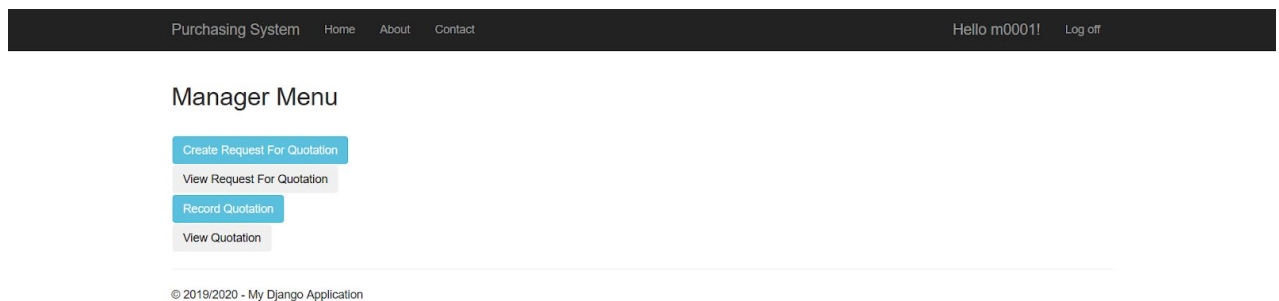 Purchasing System Home About Contact Hello m0001! Log off
Manager Menu
Create Request For Quotation
View Request For Quotation
Record Quotation
View Quotation
© 2019/2020 - My Django Application